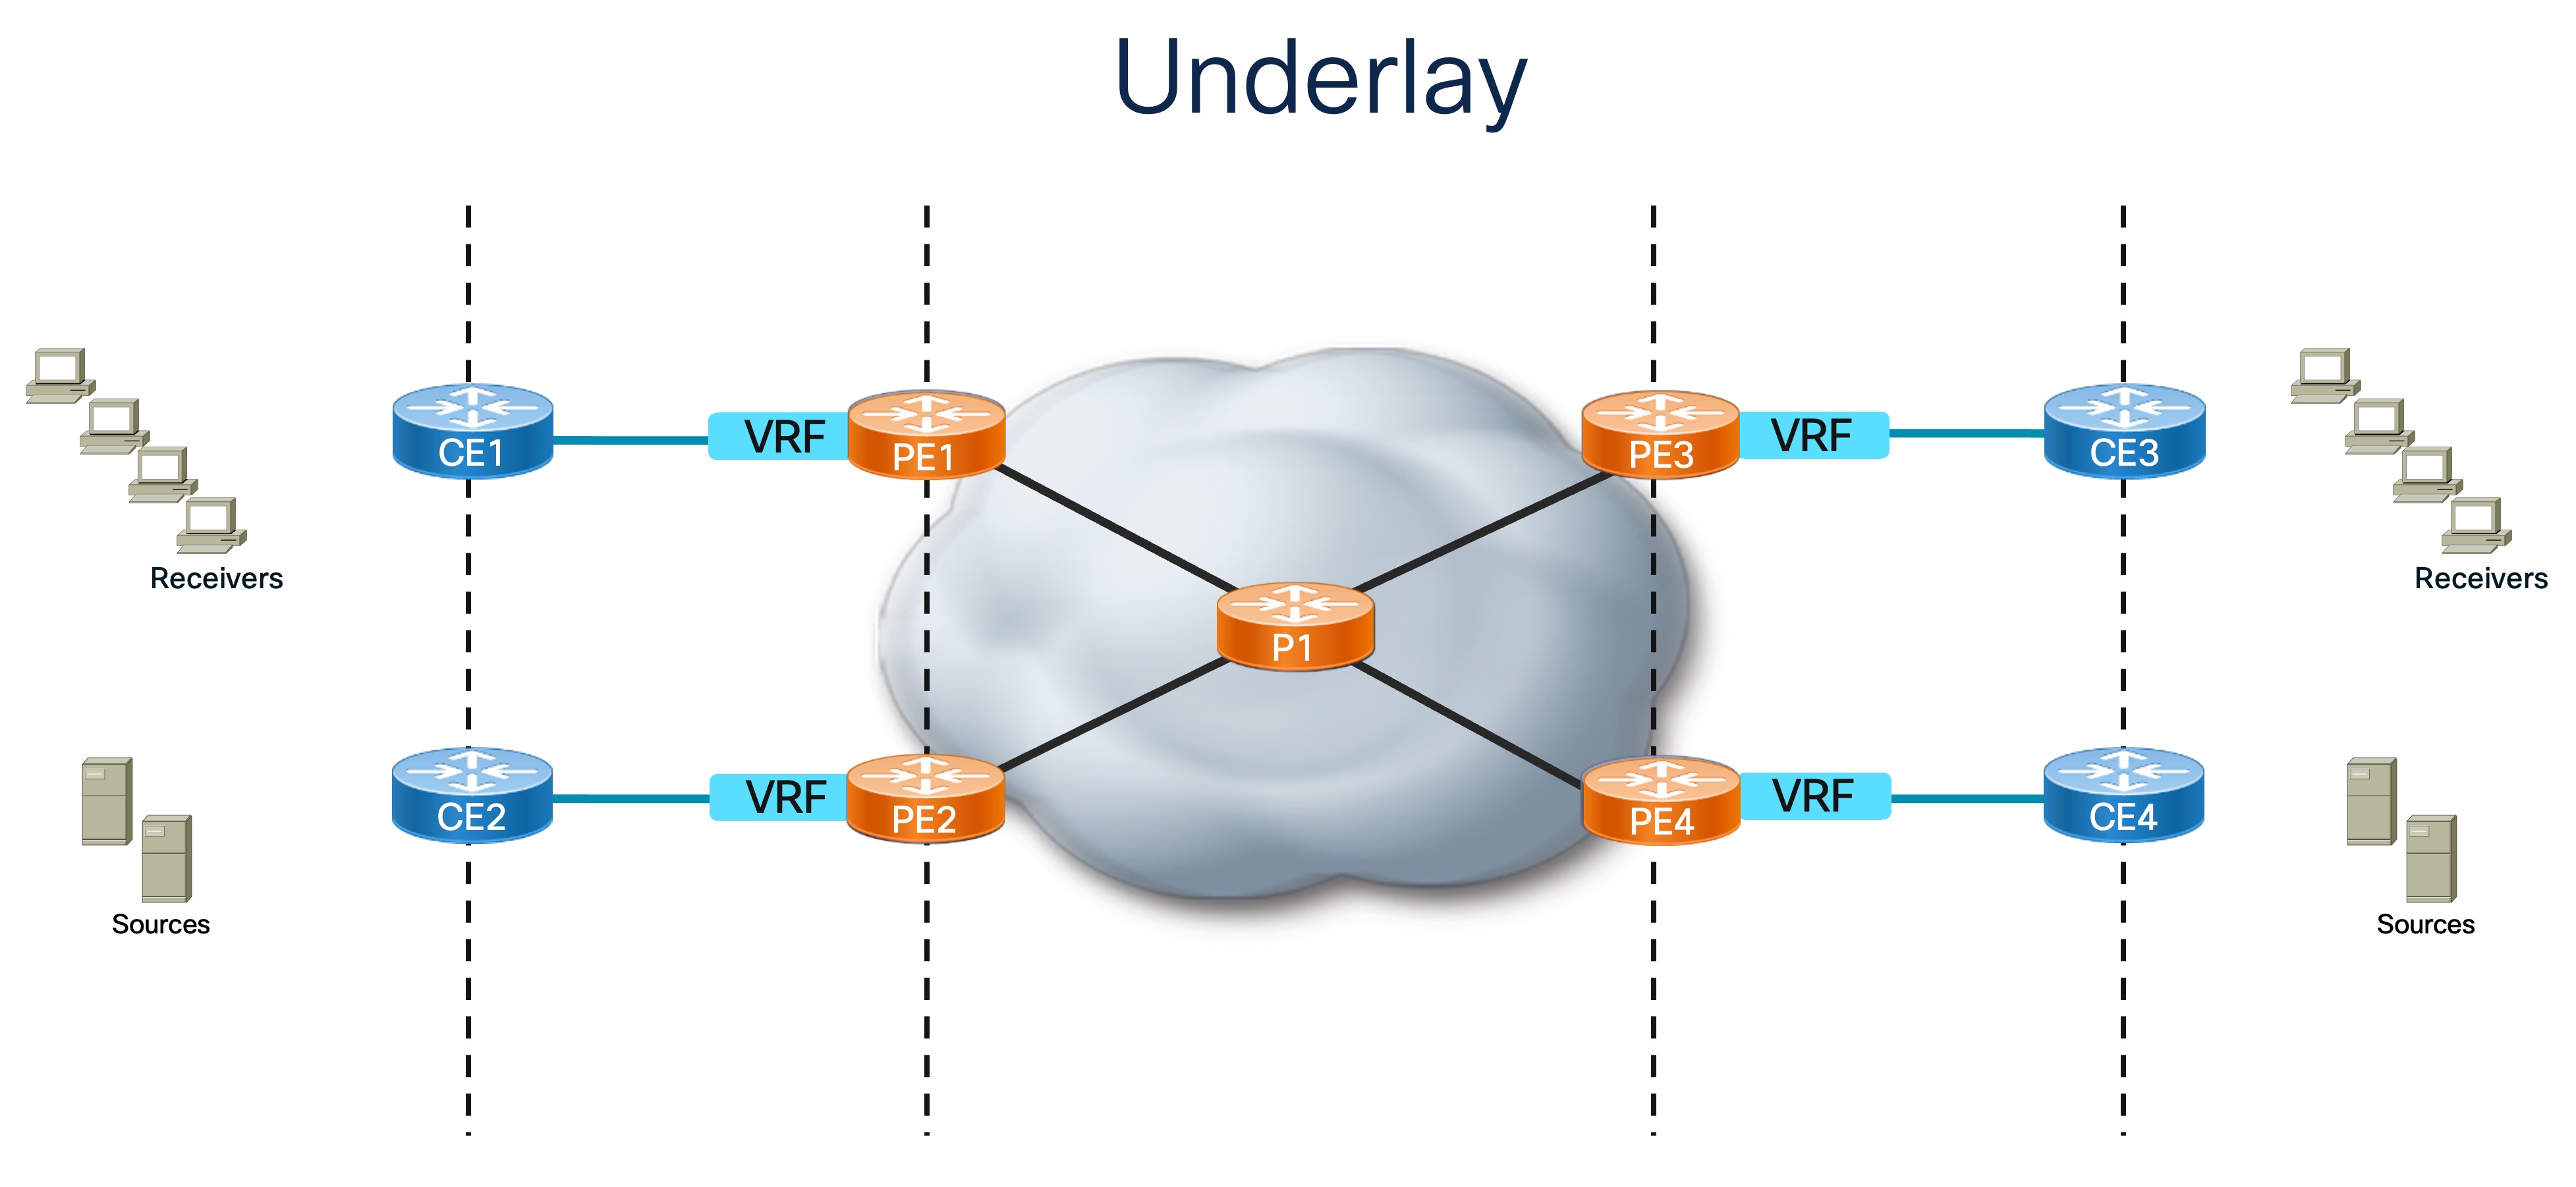 Underlay
CE1
VRF
PE1
PE3
VRF
CE3
Receivers
Receivers
P1
CE2
VRF
PE2
PE4
VRF
CE4
Sources
Sources